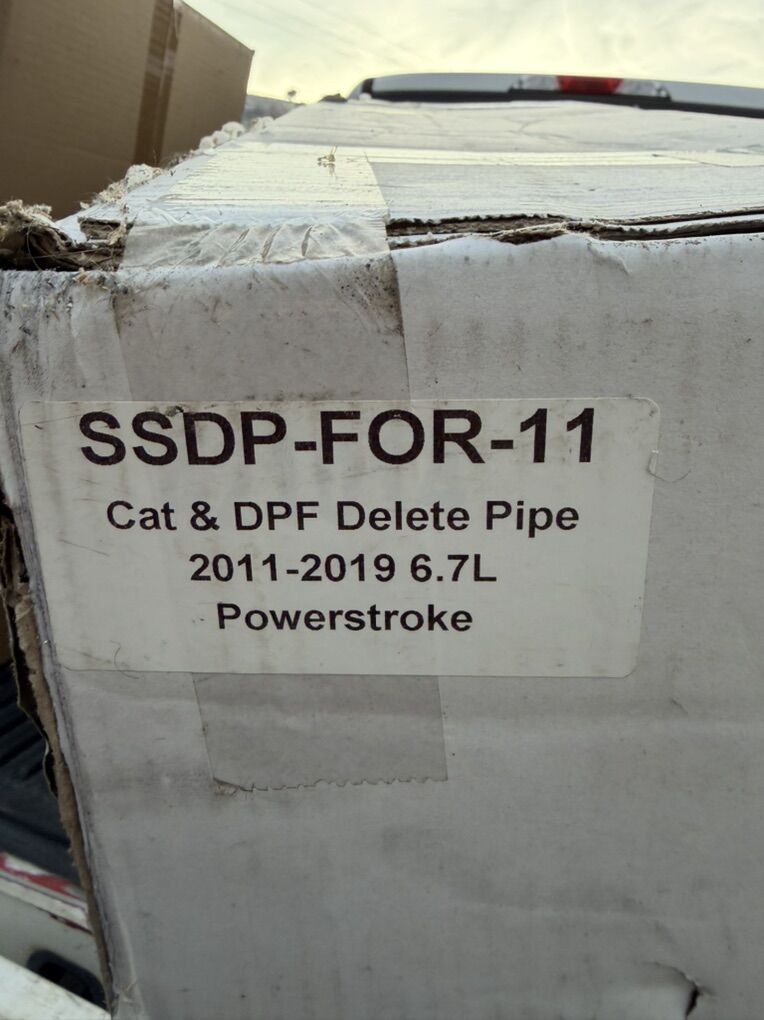 SSDP-FOR-11
Cat & DPF Delete Pipe
2011-2019 6.7L
Powerstroke